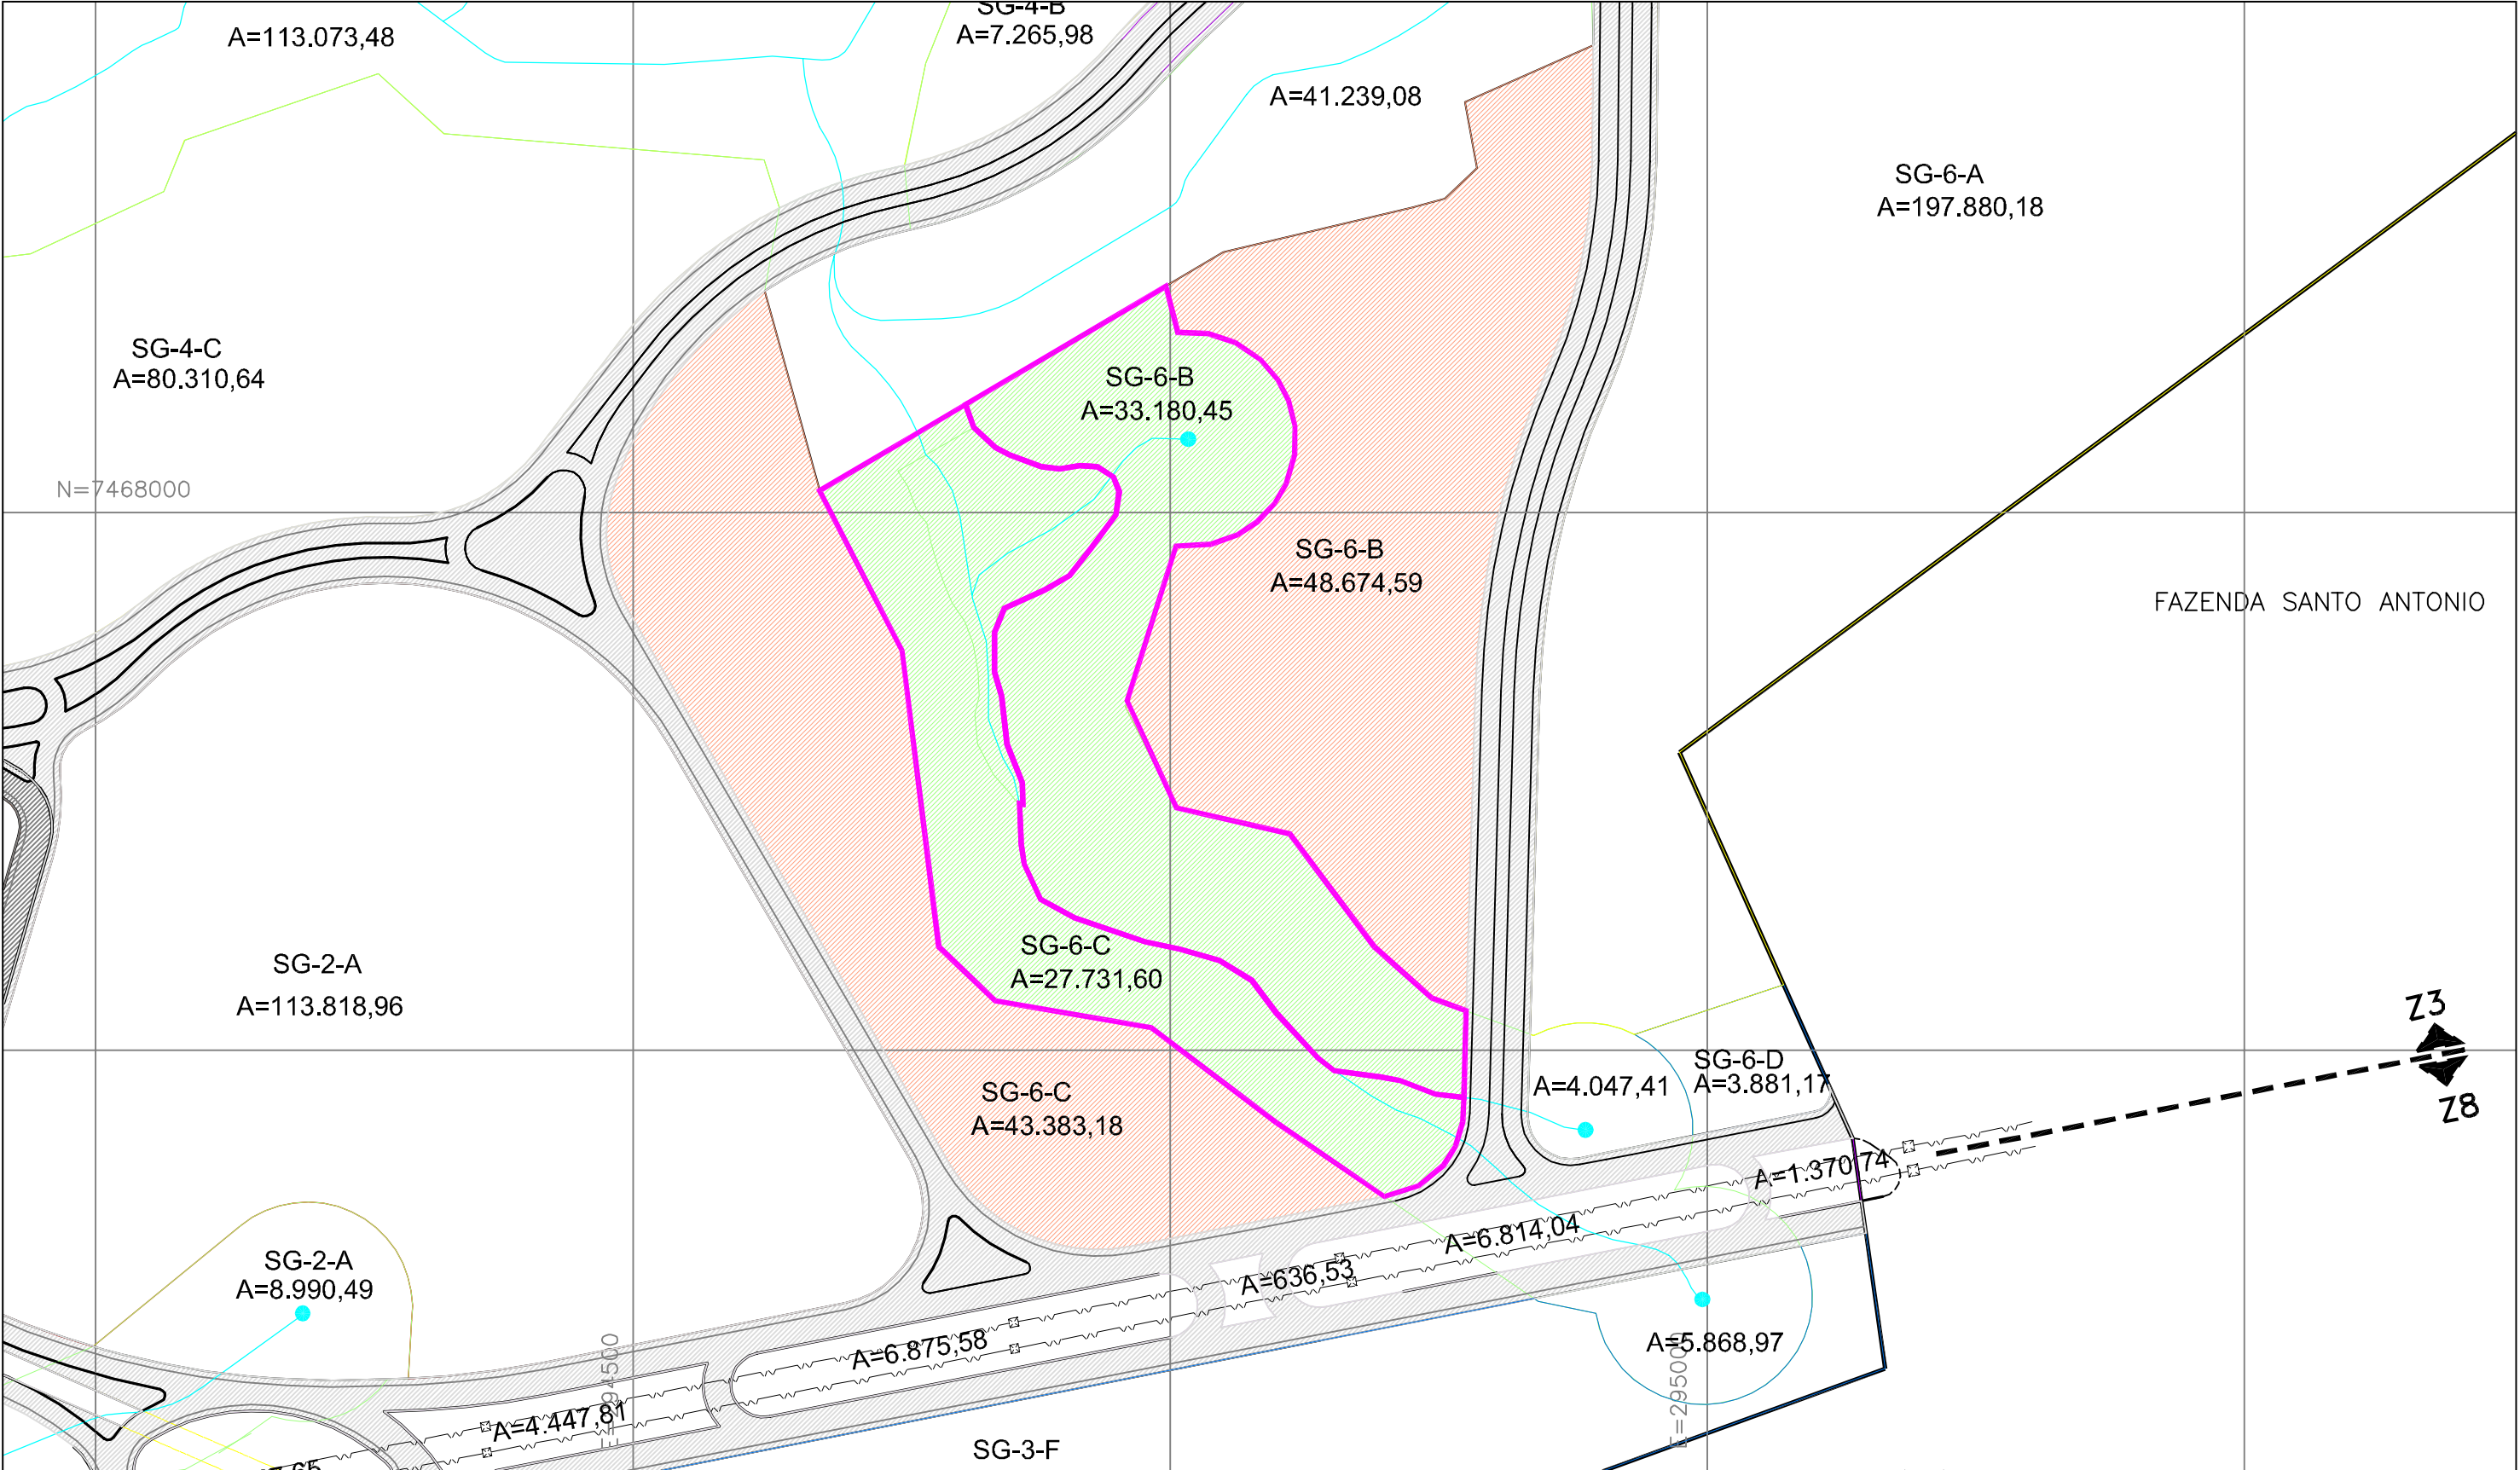 SG-4-B
A=7.265,98
A=113.073,48
A=41.239,08
SG-6-A
A=197.880,18
SG-4-C
A=80.310,64
SG-6-B
A=33.180,45
N=7468000
SG-6-B
A=48.674,59
FAZENDA SANTO ANTONIO
SG-2-A
A=113.818,96
SG-6-C
A=27.731,60
Z3
Z8
SG-6-C
A=43.383,18
A=4.047,41
SG-6-D
A=3.881,17
A=1.370,74
A=6.814,04
A=636,53
SG-2-A
A=8.990,49
A=6.875,58
A=5.868,97
E=295000
E=294500
A=4.447,81
SG-3-F